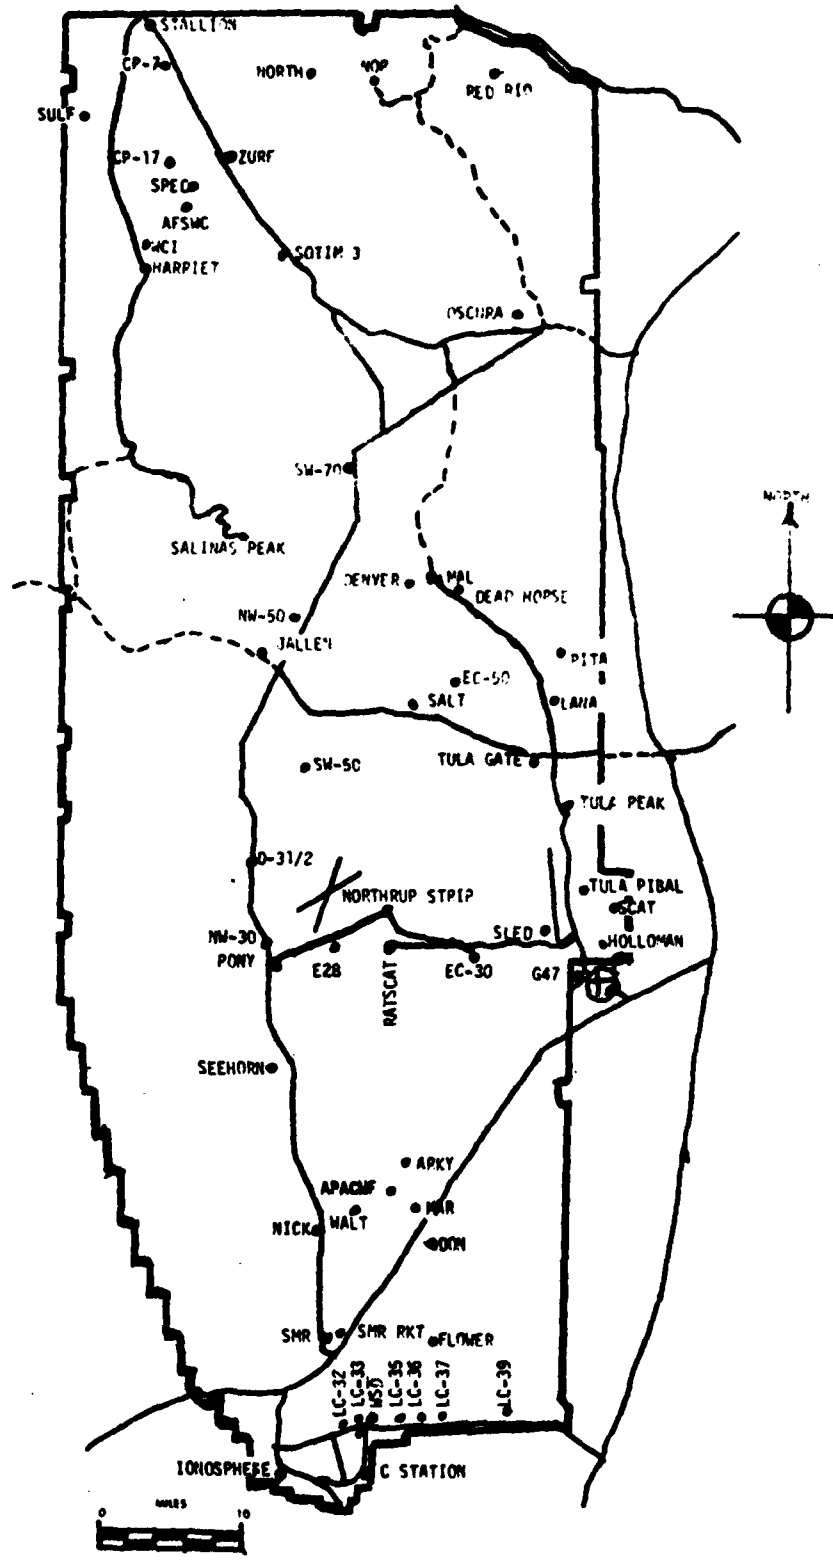 STALLION
CP-7
NORTH
NOP
RED RIO
SULF
CP-17
ZURF
SPEC
AFSWC
WCI
HARRIET
SOTIM 3
OSCURA
SW-70
NORTH
SALINAS PEAK
DENVER
MAL
DEAD HORSE
NW-50
JALLEN
PITA
EC-50
SALT
LANA
TULA GATE
SW-50
TULA PEAK
D-31/2
NORTHRUP STRIP
TULA PIBAL
SCAT
NW-30
SLED
HOLLOMAN
PONY
E28
RATSCAT
EC-30
G47
SEEHORN
ARKY
APACHE
WALT
MAR
NICK
DON
SMR
SMR RKT
FLOWER
LC-32
LC-33
WSD
LC-35
LC-36
LC-37
LC-39
IONOSPHERE
C STATION
MILES
0
10